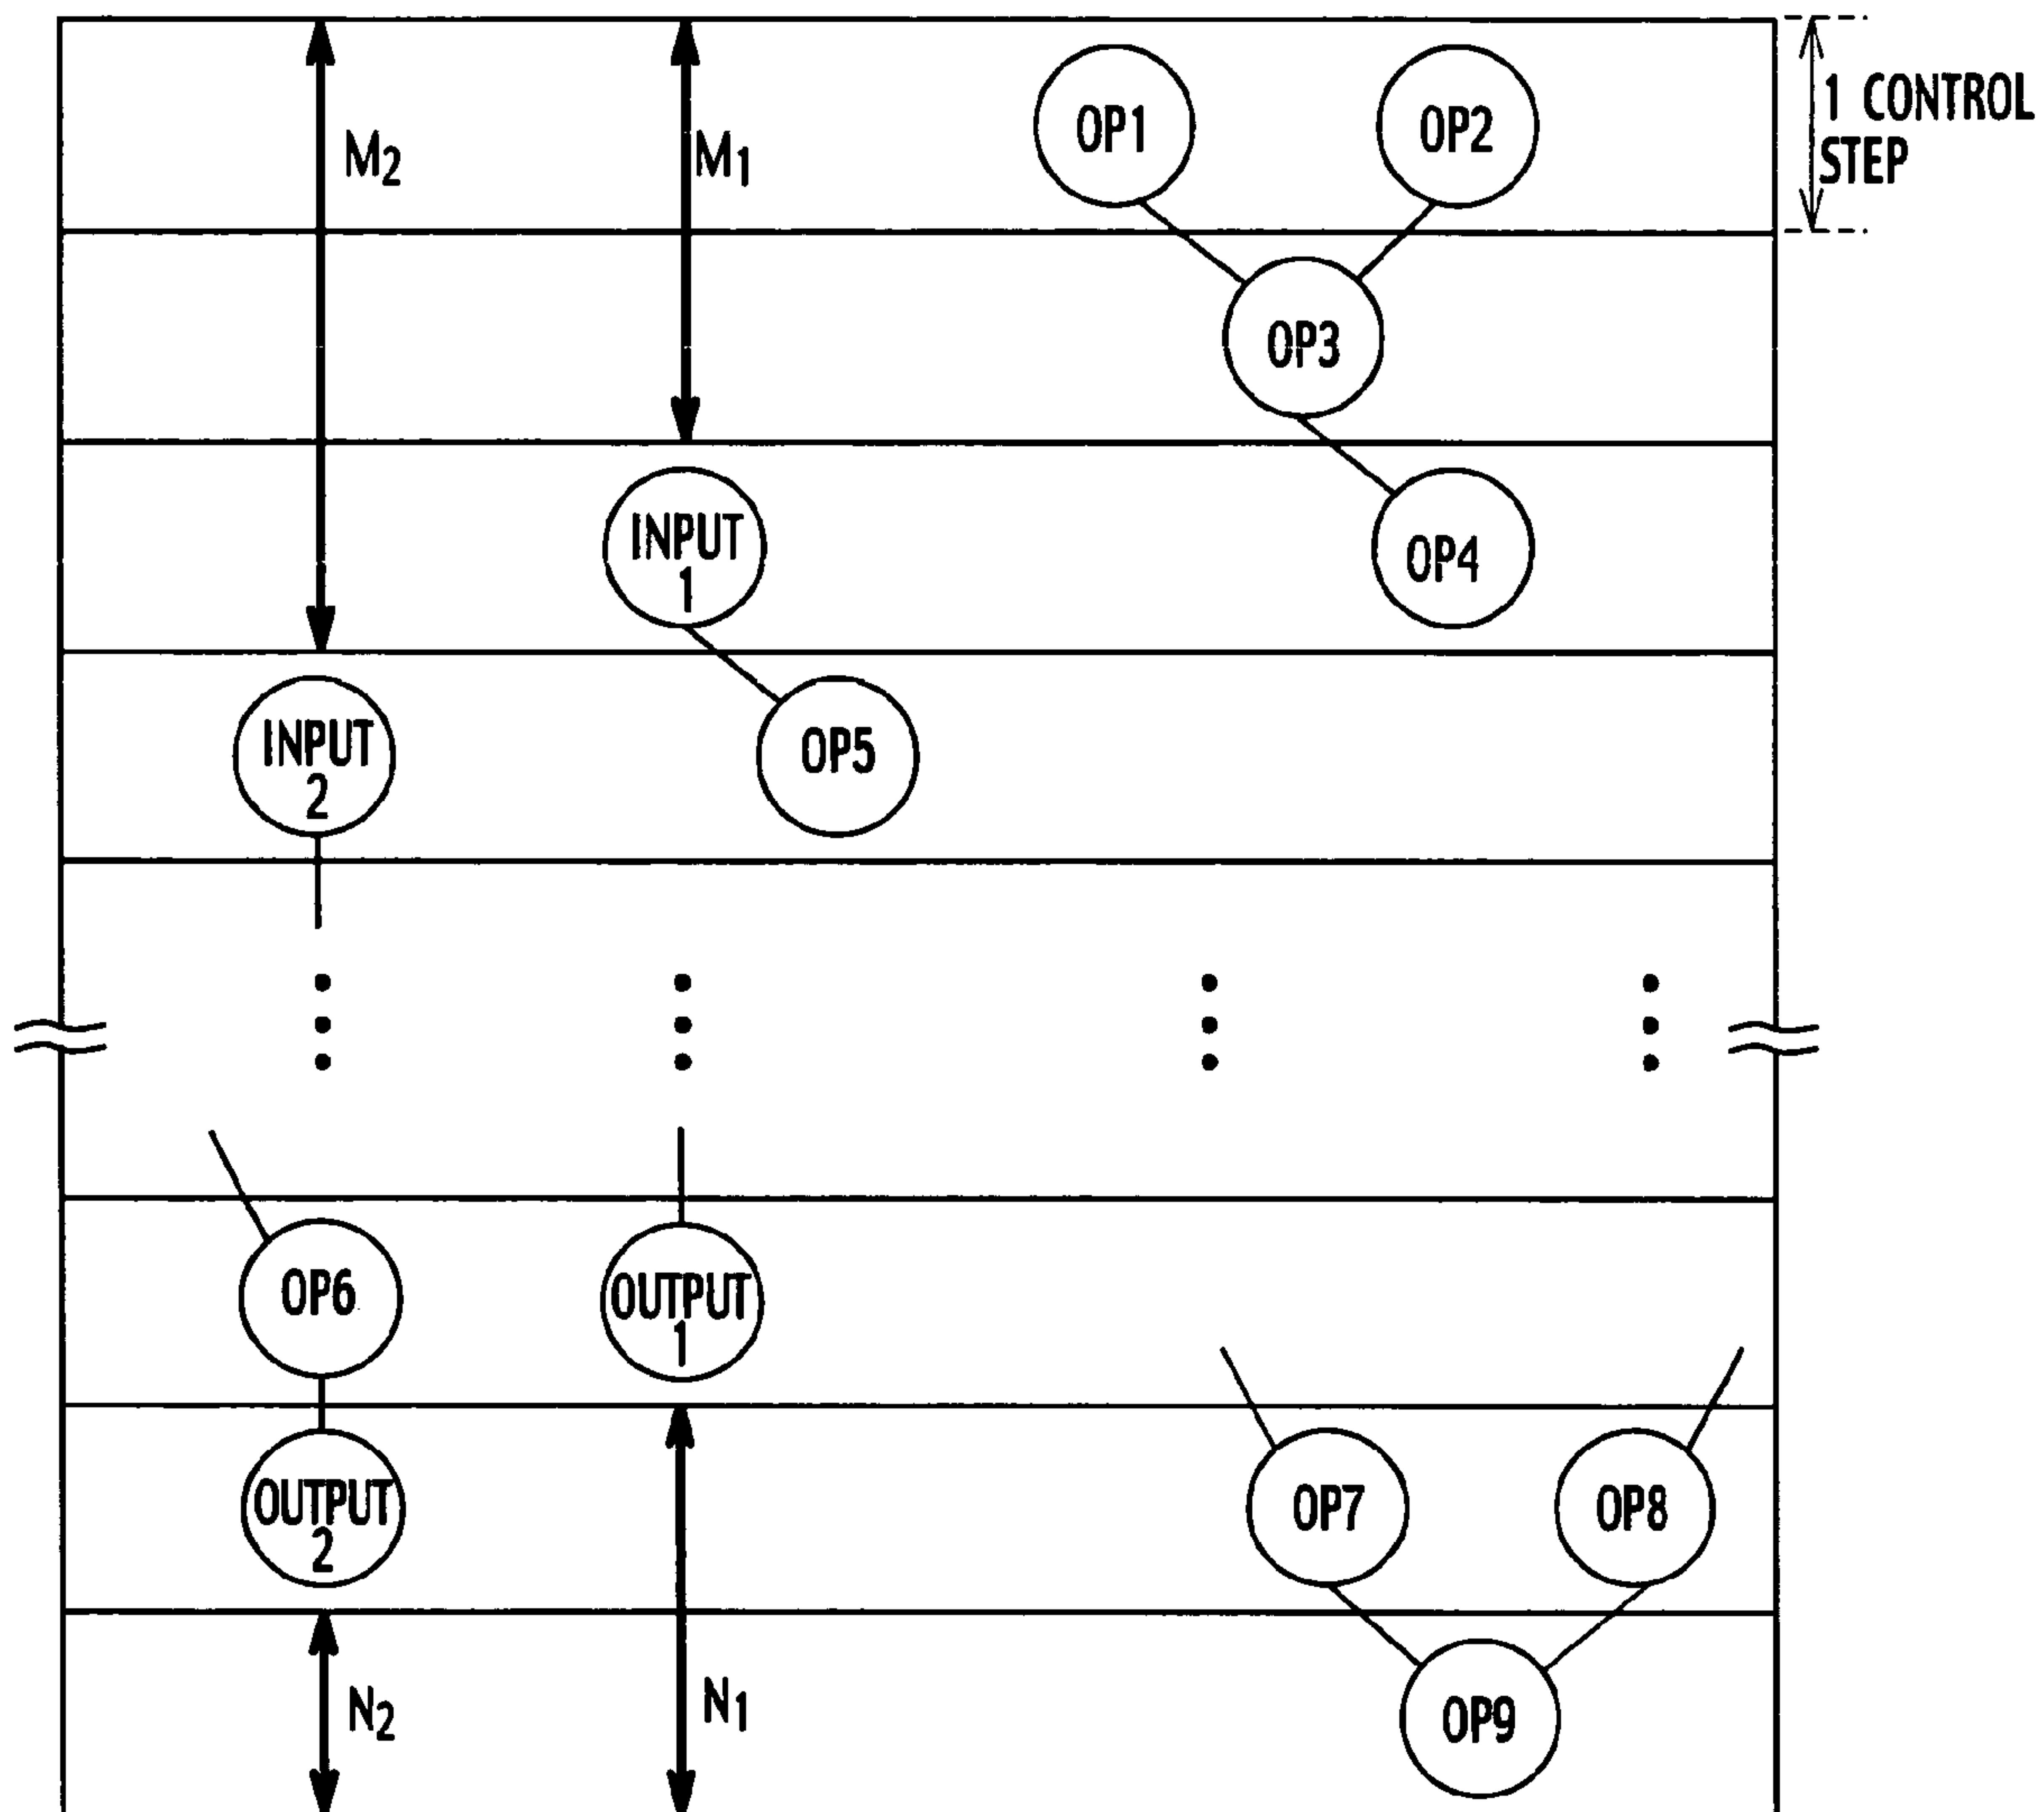 M2
M1
OP1
OP2
1 CONTROL
STEP
OP3
INPUT
1
OP4
INPUT
2
OP5
OP6
OUTPUT
1
OUTPUT
2
OP7
OP8
N2
N1
OP9